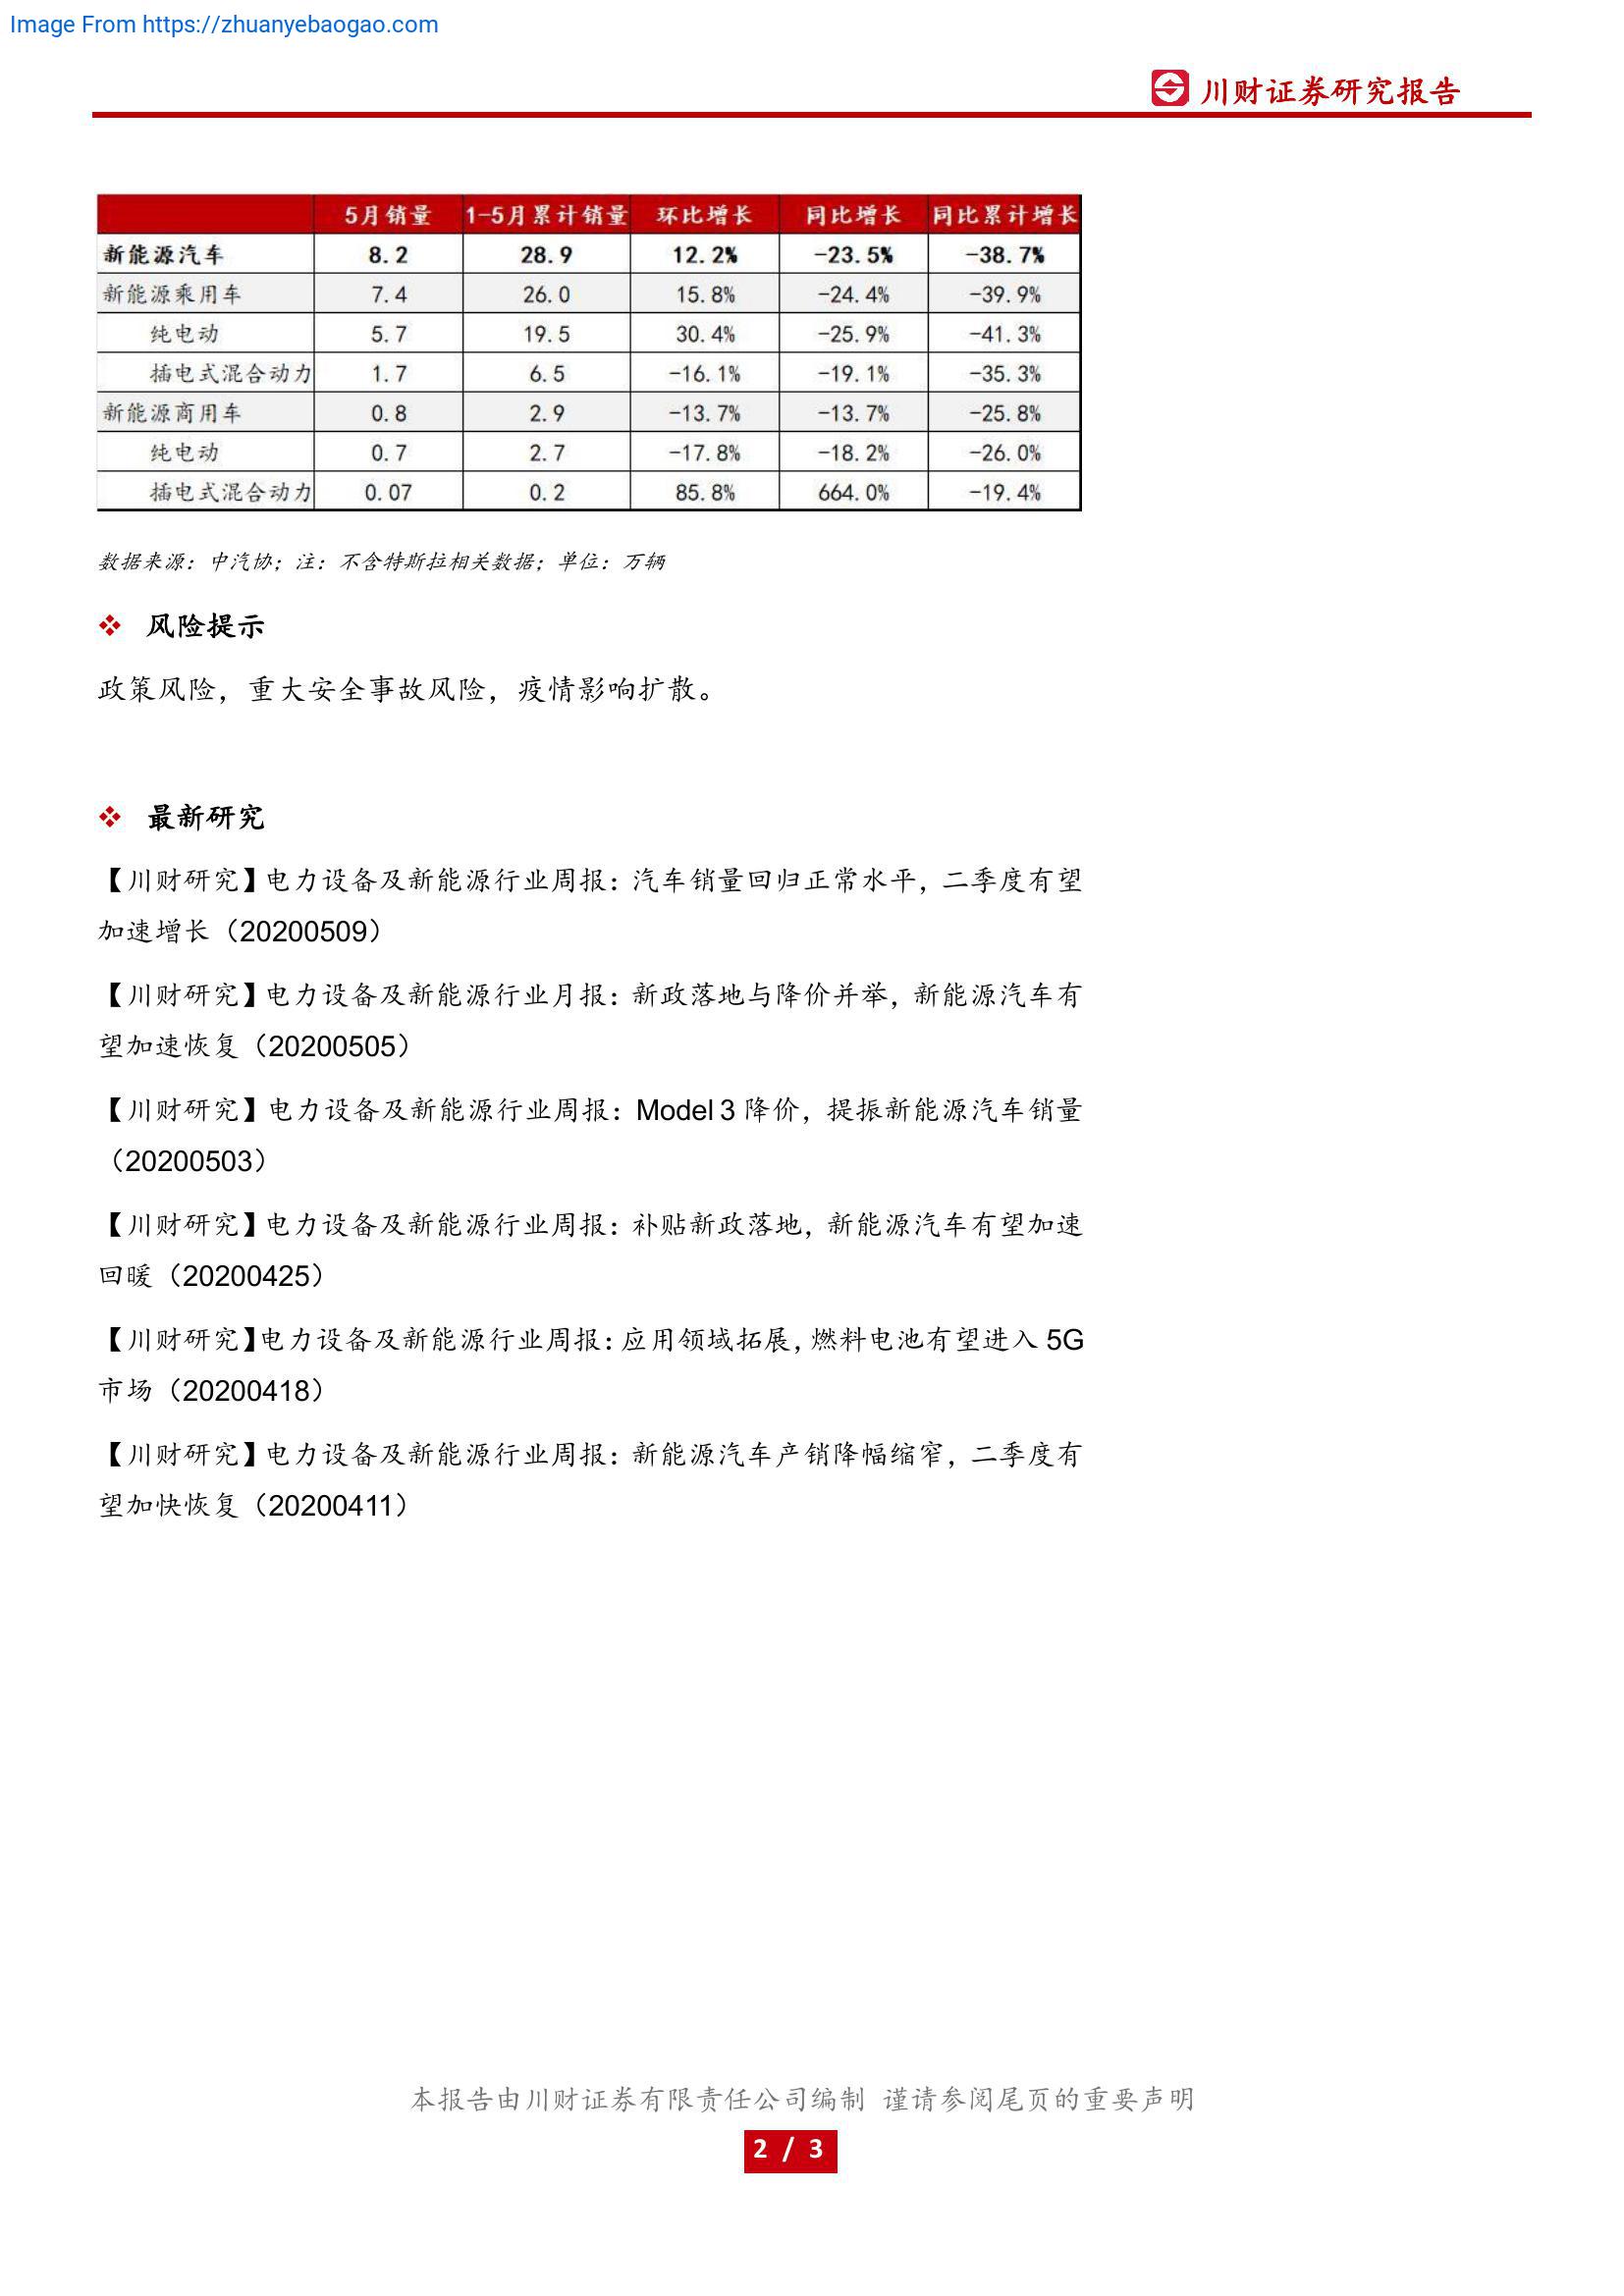 Image From https://zhuanyebaogao.com
川财证券研究报告
5月销量 1-5月累计销量 环比增长 同比增长 同比累计增长
新能源汽车 8.2 28.9 12.2% -23.5% -38.7%
新能源乘用车 7.4 26.0 15.8% -24.4% -39.9%
纯电动 5.7 19.5 30.4% -25.9% -41.3%
插电式混合动力 1.7 6.5 -16.1% -19.1% -35.3%
新能源商用车 0.8 2.9 -13.7% -13.7% -25.8%
纯电动 0.7 2.7 -17.8% -18.2% -26.0%
插电式混合动力 0.07 0.2 85.8% 664.0% -19.4%
数据来源：中汽协；注：不含特斯拉相关数据；单位：万辆
❖ 风险提示
政策风险，重大安全事故风险，疫情影响扩散。
❖ 最新研究
【川财研究】电力设备及新能源行业周报：汽车销量回归正常水平，二季度有望
加速增长（20200509）
【川财研究】电力设备及新能源行业月报：新政落地与降价并举，新能源汽车有
望加速恢复（20200505）
【川财研究】电力设备及新能源行业周报：Model 3 降价，提振新能源汽车销量
（20200503）
【川财研究】电力设备及新能源行业周报：补贴新政落地，新能源汽车有望加速
回暖（20200425）
【川财研究】电力设备及新能源行业周报：应用领域拓展，燃料电池有望进入 5G
市场（20200418）
【川财研究】电力设备及新能源行业周报：新能源汽车产销降幅缩窄，二季度有
望加快恢复（20200411）
本报告由川财证券有限责任公司编制 谨请参阅尾页的重要声明
2 / 3